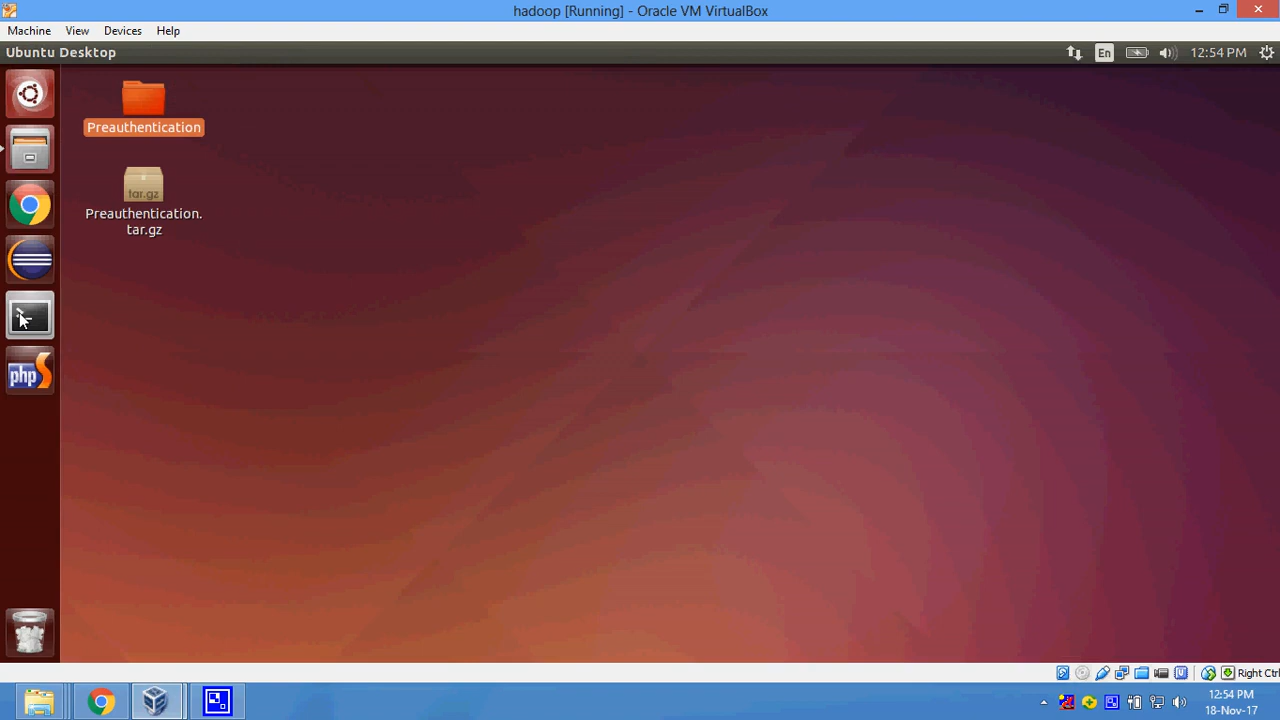 hadoop [Running] - Oracle VM VirtualBox
Machine View Devices Help
Ubuntu Desktop
En
12:54 PM
Preauthentication
tar.gz
Preauthentication.
tar.gz
php
Right Ctrl
12:54 PM
18-Nov-17